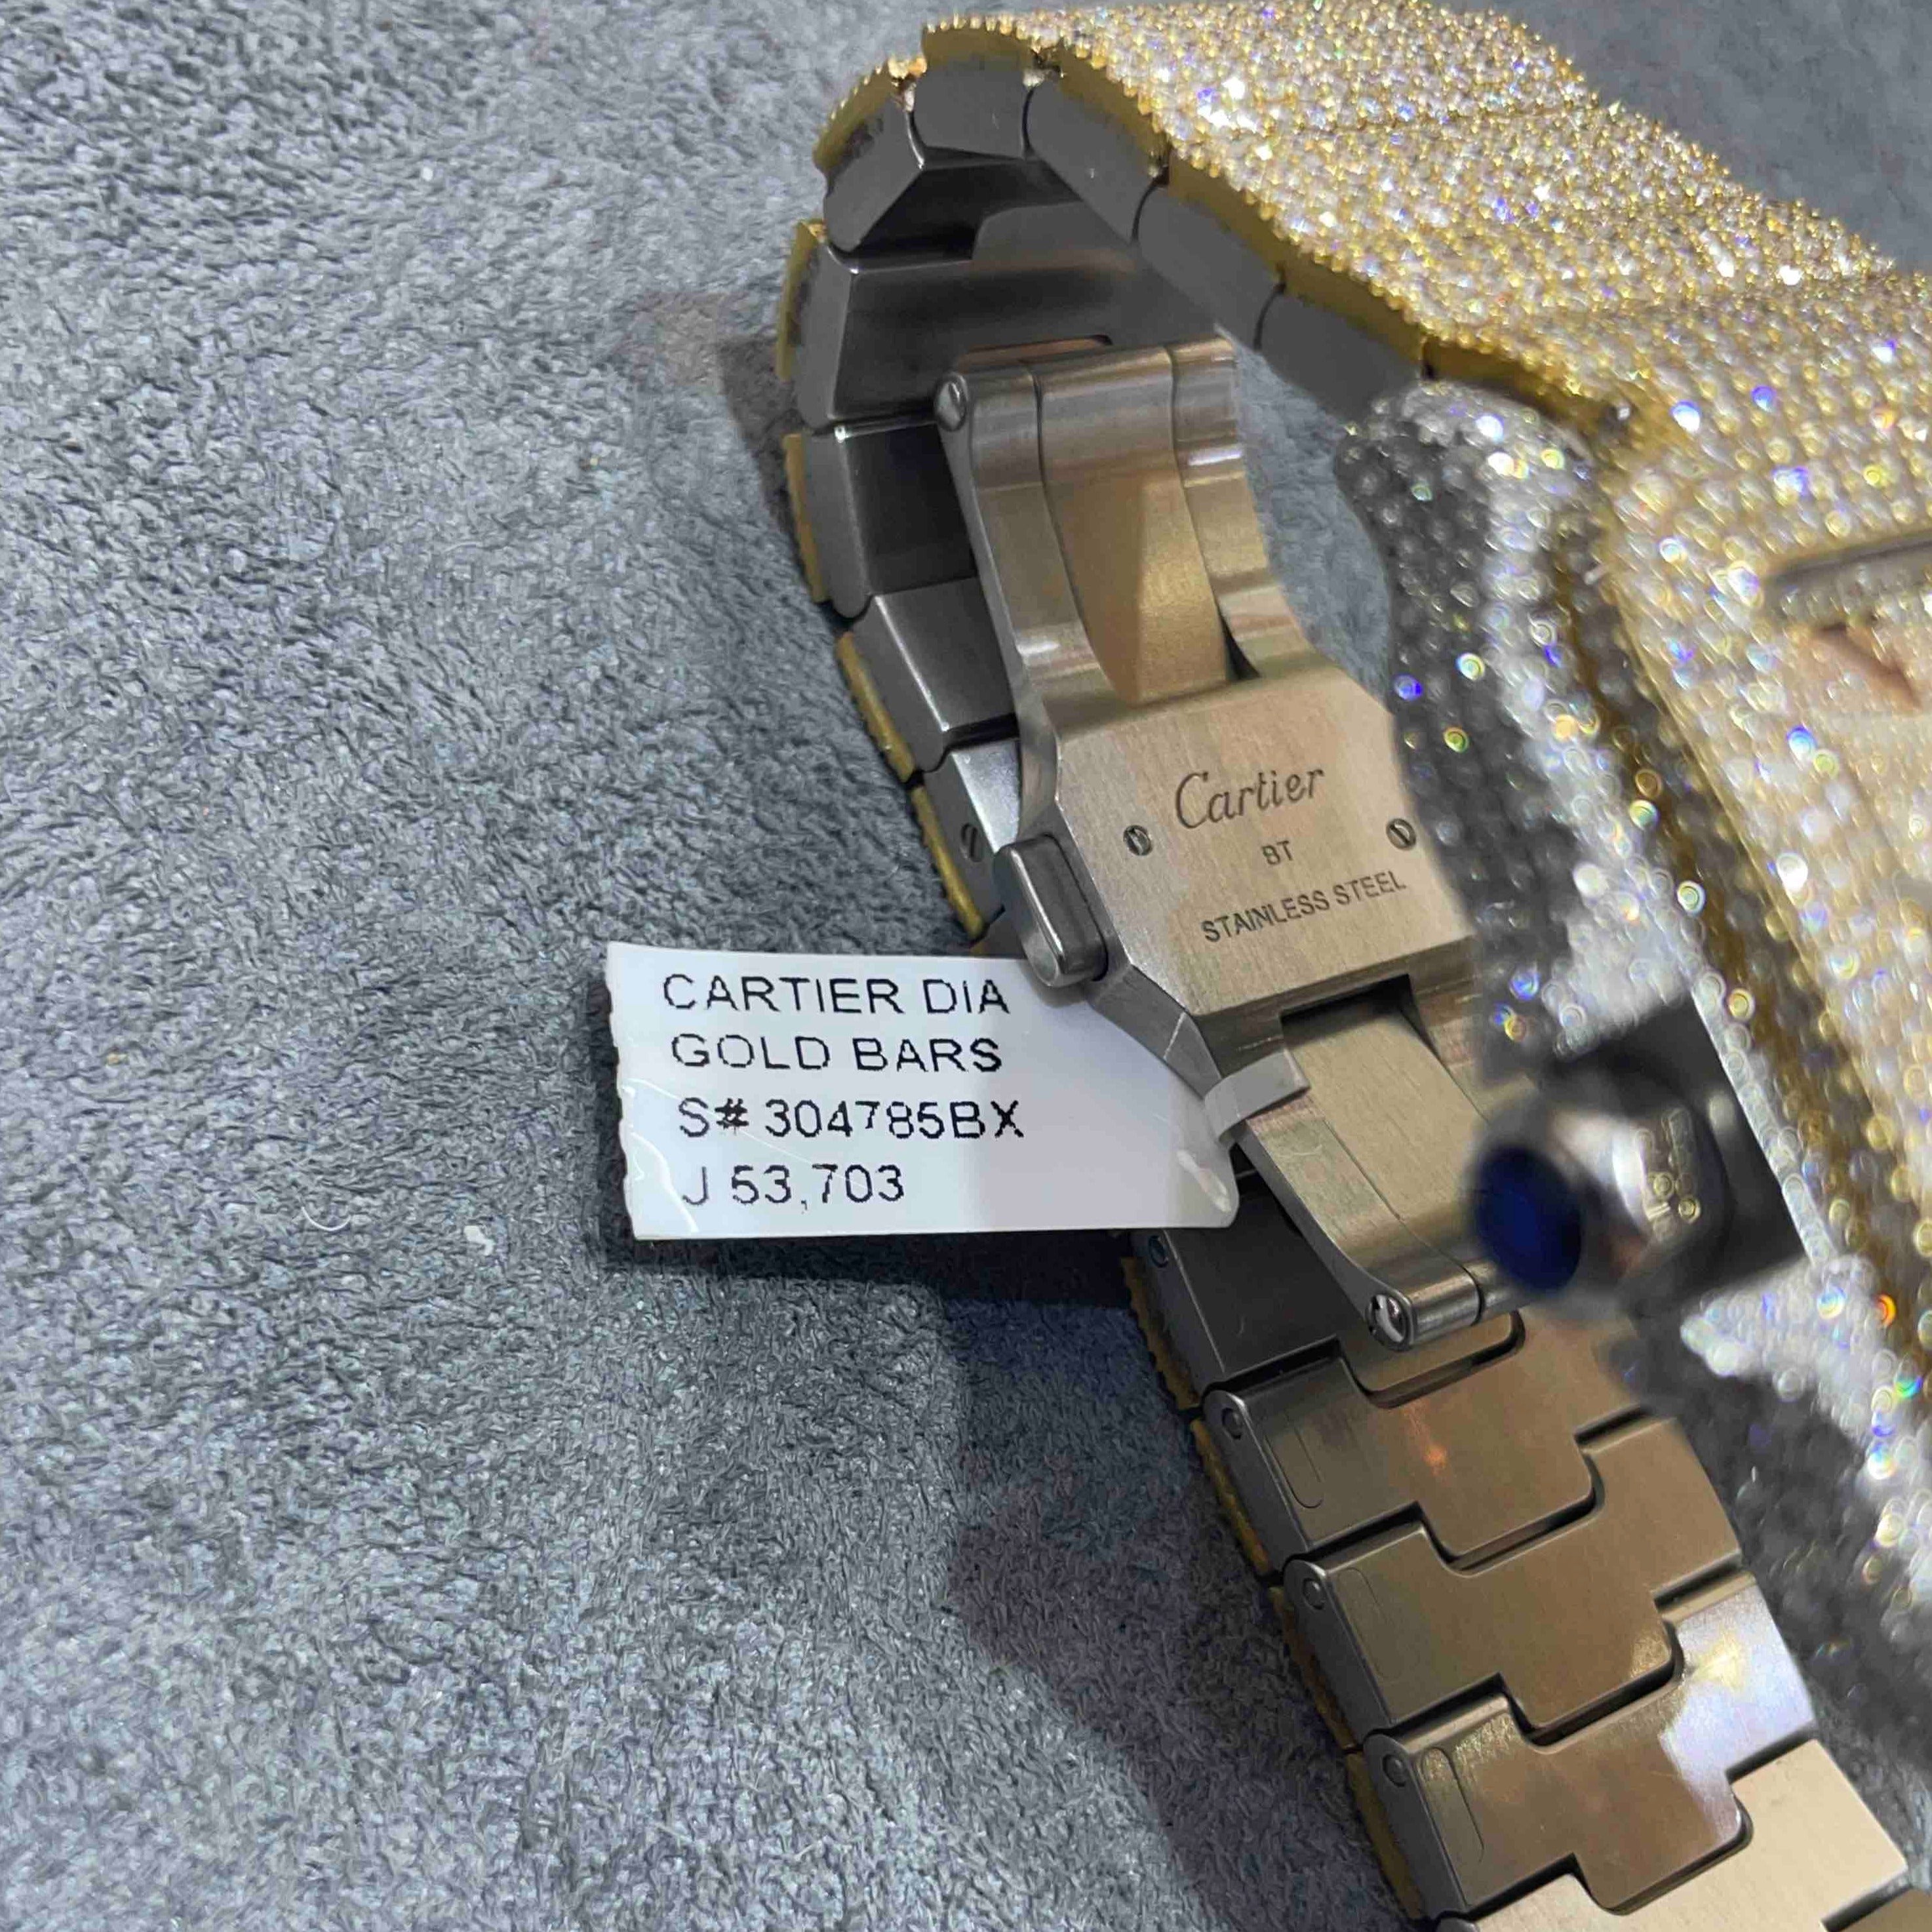 Cartier
BT
STAINLESS STEEL
CARTIER DIA
GOLD BARS
S# 304785BX
J 53,703